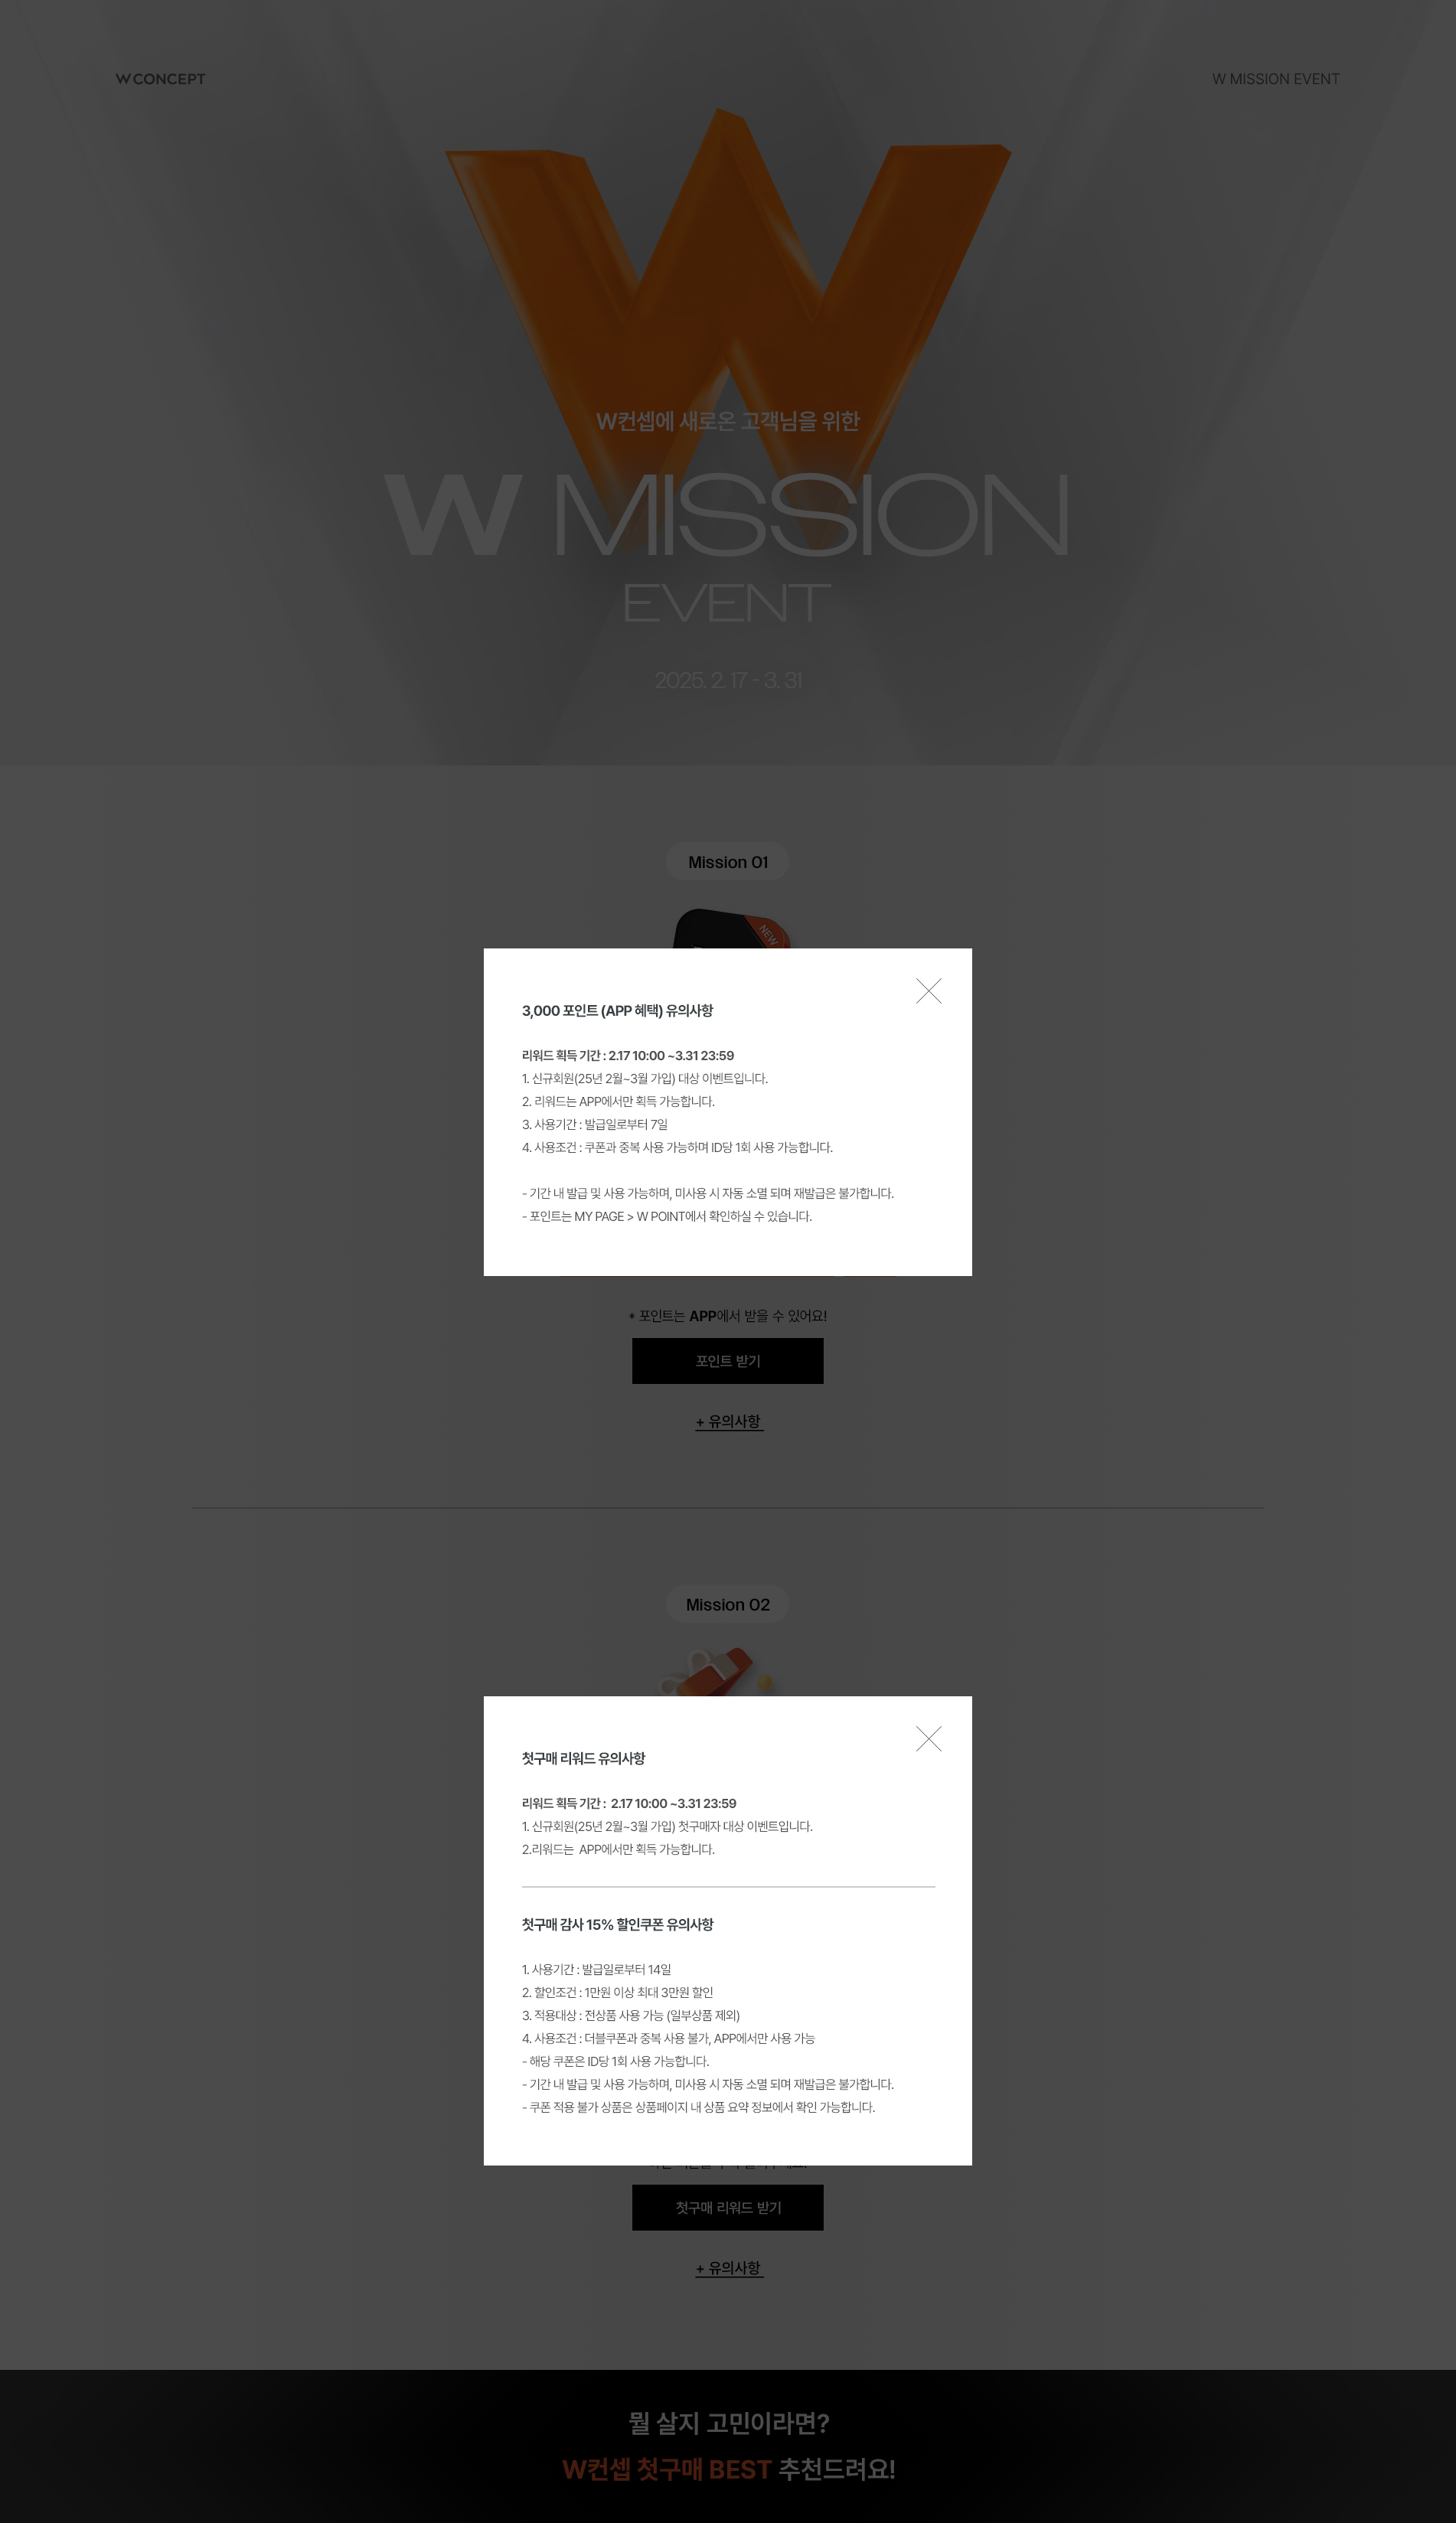 W CONCEPT
W MISSION EVENT
W컨셉에 새로온 고객님을 위한
W MISSION
EVENT
2025. 2. 17 - 3. 31
Mission 01
NEW
3,000 포인트 (APP 혜택) 유의사항
리워드 획득 기간 : 2.17 10:00 ~3.31 23:59
1. 신규회원(25년 2월~3월 가입) 대상 이벤트입니다.
2. 리워드는 APP에서만 획득 가능합니다.
3. 사용기간 : 발급일로부터 7일
4. 사용조건 : 쿠폰과 중복 사용 가능하며 ID당 1회 사용 가능합니다.
- 기간 내 발급 및 사용 가능하며, 미사용 시 자동 소멸 되며 재발급은 불가합니다.
- 포인트는 MY PAGE > W POINT에서 확인하실 수 있습니다.
* 포인트는 APP에서 받을 수 있어요!
포인트 받기
+ 유의사항
Mission 02
첫구매 리워드 유의사항
리워드 획득 기간 :  2.17 10:00 ~3.31 23:59
1. 신규회원(25년 2월~3월 가입) 첫구매자 대상 이벤트입니다.
2.리워드는  APP에서만 획득 가능합니다.
첫구매 감사 15% 할인쿠폰 유의사항
1. 사용기간 : 발급일로부터 14일
2. 할인조건 : 1만원 이상 최대 3만원 할인
3. 적용대상 : 전상품 사용 가능 (일부상품 제외)
4. 사용조건 : 더블쿠폰과 중복 사용 불가, APP에서만 사용 가능
- 해당 쿠폰은 ID당 1회 사용 가능합니다.
- 기간 내 발급 및 사용 가능하며, 미사용 시 자동 소멸 되며 재발급은 불가합니다.
- 쿠폰 적용 불가 상품은 상품페이지 내 상품 요약 정보에서 확인 가능합니다.
첫구매 리워드 받기
+ 유의사항
뭘 살지 고민이라면?
W컨셉 첫구매 BEST 추천드려요!